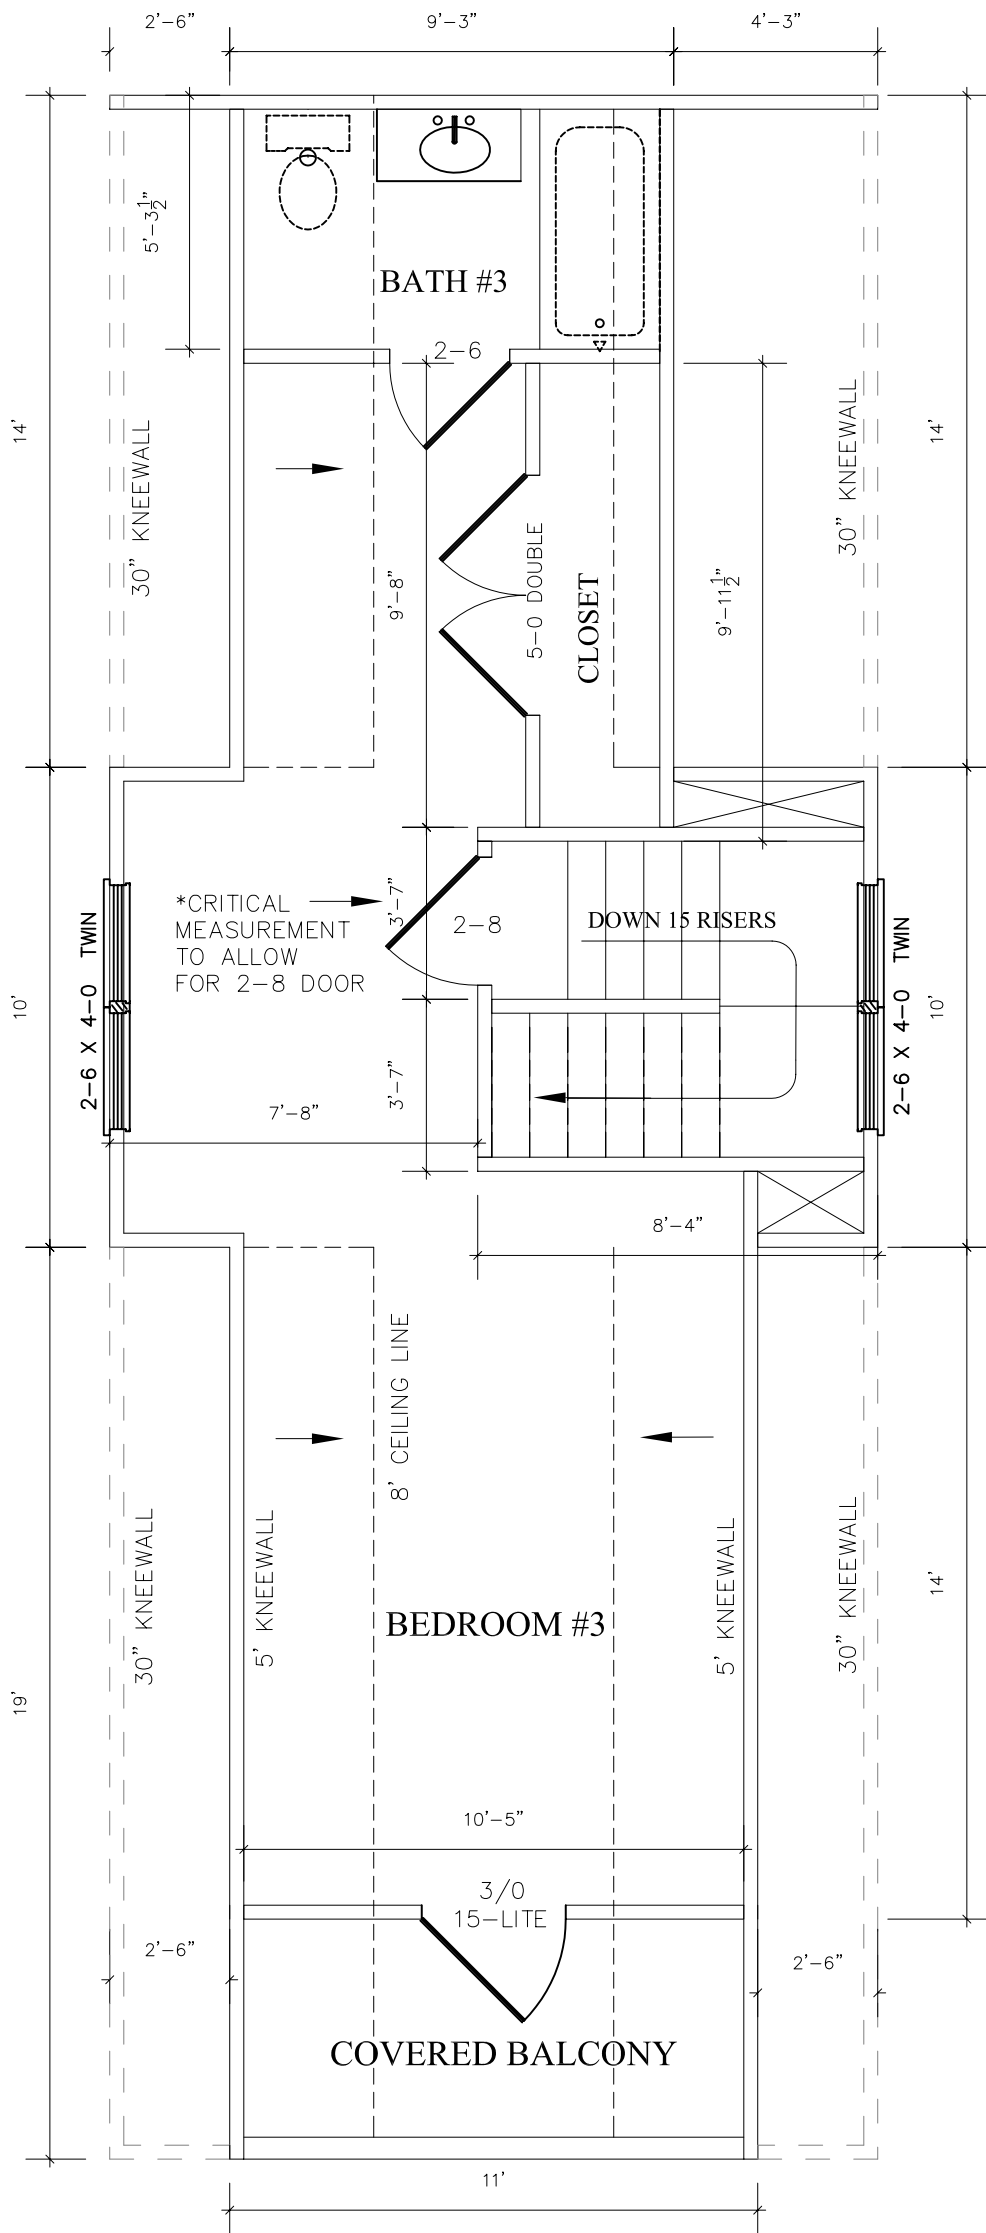 2'-6" 9'-3" 4'-3"
5'-3½"
BATH #3
2-6
14'
30" KNEEWALL
9'-8"
5-0 DOUBLE
CLOSET
9'-11½"
30" KNEEWALL
14'
*CRITICAL
MEASUREMENT
TO ALLOW
FOR 2-8 DOOR
3'-7"
2-8
DOWN 15 RISERS
2-6 X 4-0 TWIN
2-6 X 4-0 TWIN
10'
10'
3'-7"
7'-8"
8'-4"
8' CEILING LINE
30" KNEEWALL
5' KNEEWALL
BEDROOM #3
5' KNEEWALL
30" KNEEWALL
14'
19'
10'-5"
3/0
15-LITE
2'-6"
2'-6"
COVERED BALCONY
11'